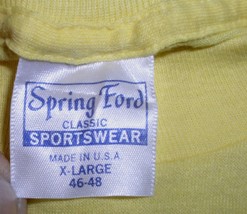 Spring Ford
CLASSIC
SPORTSWEAR
MADE IN U.S.A
X-LARGE
46-48